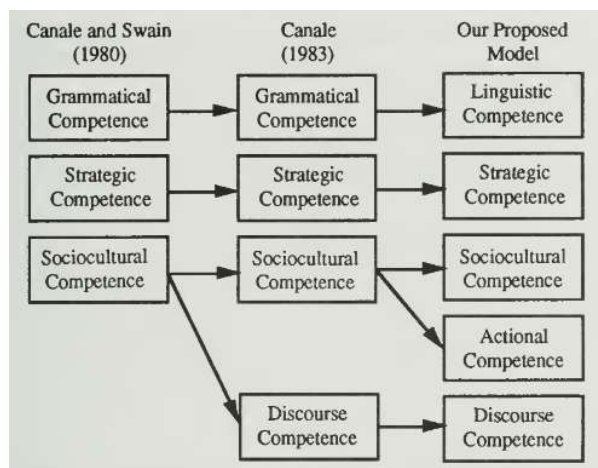 Canale and Swain
(1980)
Canale
(1983)
Our Proposed
Model
Grammatical
Competence
Grammatical
Competence
Linguistic
Competence
Strategic
Competence
Strategic
Competence
Strategic
Competence
Sociocultural
Competence
Sociocultural
Competence
Sociocultural
Competence
Actional
Competence
Discourse
Competence
Discourse
Competence